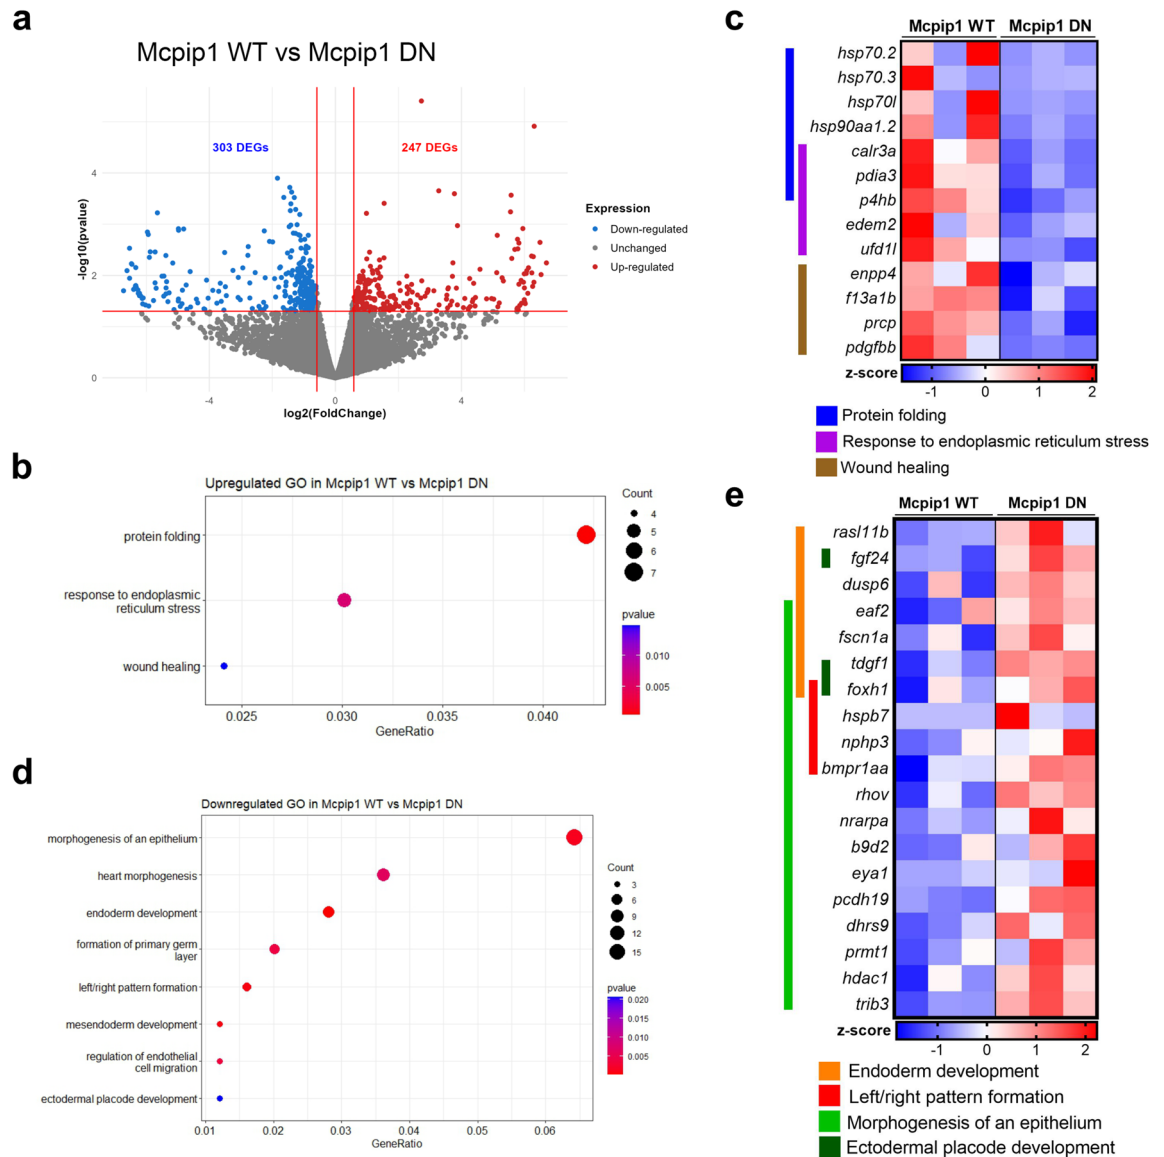 a
Mcpip1 WT vs Mcpip1 DN
303 DEGs
247 DEGs
4
2
0
-log10(pvalue)
-4
0
4
log2(FoldChange)
Expression
Down-regulated
Unchanged
Up-regulated
b
Upregulated GO in Mcpip1 WT vs Mcpip1 DN
protein folding
response to endoplasmic
reticulum stress
wound healing
0.025
0.030
0.035
0.040
GeneRatio
Count
4
5
6
7
pvalue
0.010
0.005
c
Mcpip1 WT
Mcpip1 DN
hsp70.2
hsp70.3
hsp70l
hsp90aa1.2
calr3a
pdia3
p4hb
edem2
ufd1l
enpp4
f13a1b
prcp
pdgfbb
z-score
-1
0
1
2
Protein folding
Response to endoplasmic reticulum stress
Wound healing
d
Downregulated GO in Mcpip1 WT vs Mcpip1 DN
morphogenesis of an epithelium
heart morphogenesis
endoderm development
formation of primary germ
layer
left/right pattern formation
mesendoderm development
regulation of endothelial
cell migration
ectodermal placode development
0.01
0.02
0.03
0.04
0.05
0.06
GeneRatio
Count
3
6
9
12
15
pvalue
0.020
0.015
0.010
0.005
e
Mcpip1 WT
Mcpip1 DN
rasl11b
fgf24
dusp6
eaf2
fscn1a
tdgf1
foxh1
hspb7
nphp3
bmpr1aa
rhov
nrarpa
b9d2
eya1
pcdh19
dhrs9
prmt1
hdac1
trib3
z-score
-1
0
1
2
Endoderm development
Left/right pattern formation
Morphogenesis of an epithelium
Ectodermal placode development